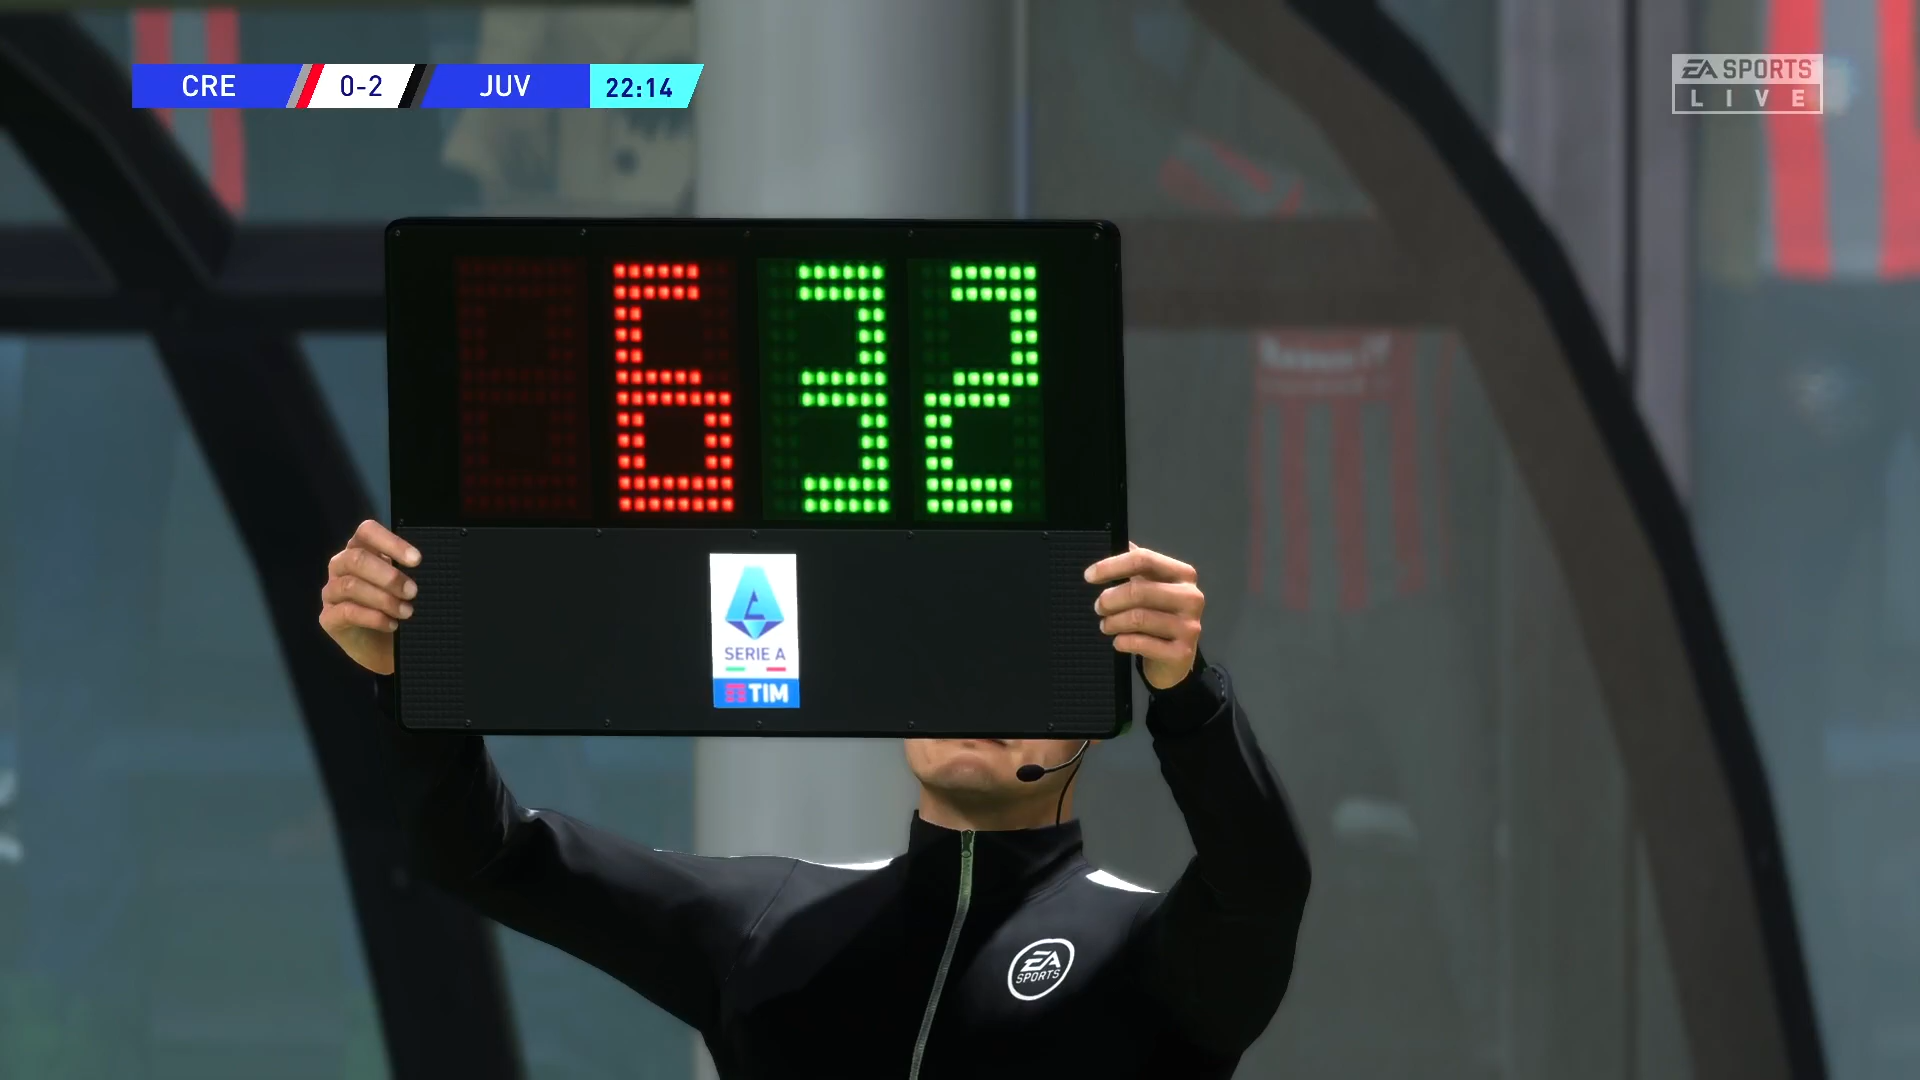 CRE 0-2 JUV 22:14
EA SPORTS
LIVE
6 32
SERIE A
TIM
EA
SPORTS